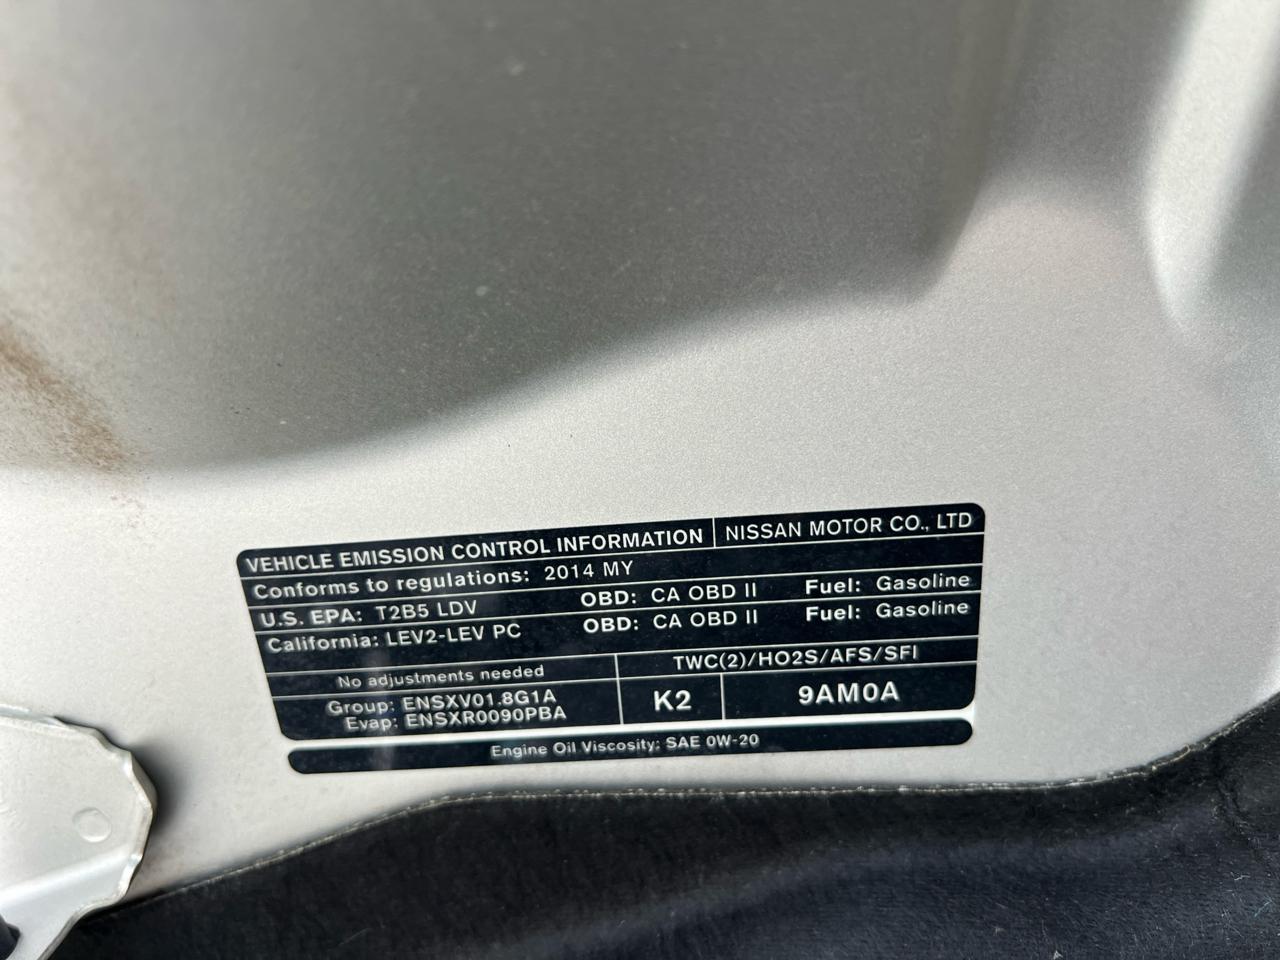 VEHICLE EMISSION CONTROL INFORMATION NISSAN MOTOR CO., LTD
Conforms to regulations: 2014 MY
U.S. EPA: T2B5 LDV OBD: CA OBD II Fuel: Gasoline
California: LEV2-LEV PC OBD: CA OBD II Fuel: Gasoline
No adjustments needed TWC(2)/HO2S/AFS/SFI
Group: ENSXV01.8G1A
Evap: ENSXR0090PBA
K2 9AM0A
Engine Oil Viscosity: SAE 0W-20